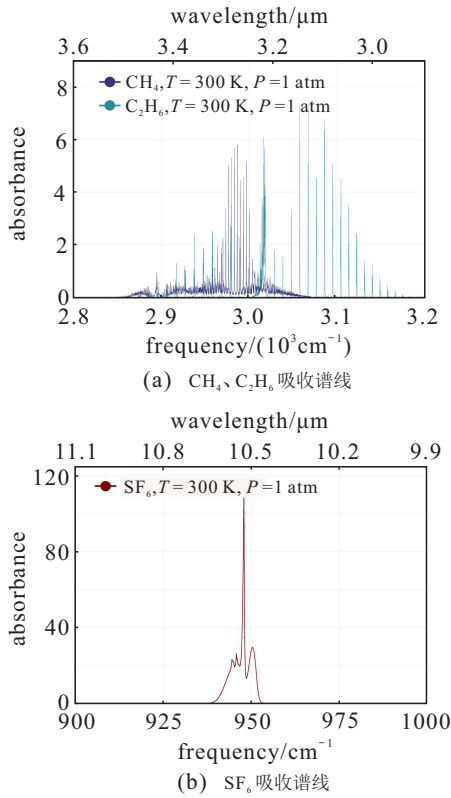 wavelength/μm
3.6 3.4 3.2 3.0
8
6
4
2
0
absorbance
CH₄,T = 300 K, P =1 atm
C₂H₆,T = 300 K, P =1 atm
2.8 2.9 3.0 3.1 3.2
frequency/(10³cm⁻¹)
(a) CH₄、C₂H₆ 吸收谱线
wavelength/μm
11.1 10.8 10.5 10.2 9.9
120
80
40
0
absorbance
SF₆,T = 300 K, P =1 atm
900 925 950 975 1000
frequency/cm⁻¹
(b) SF₆ 吸收谱线